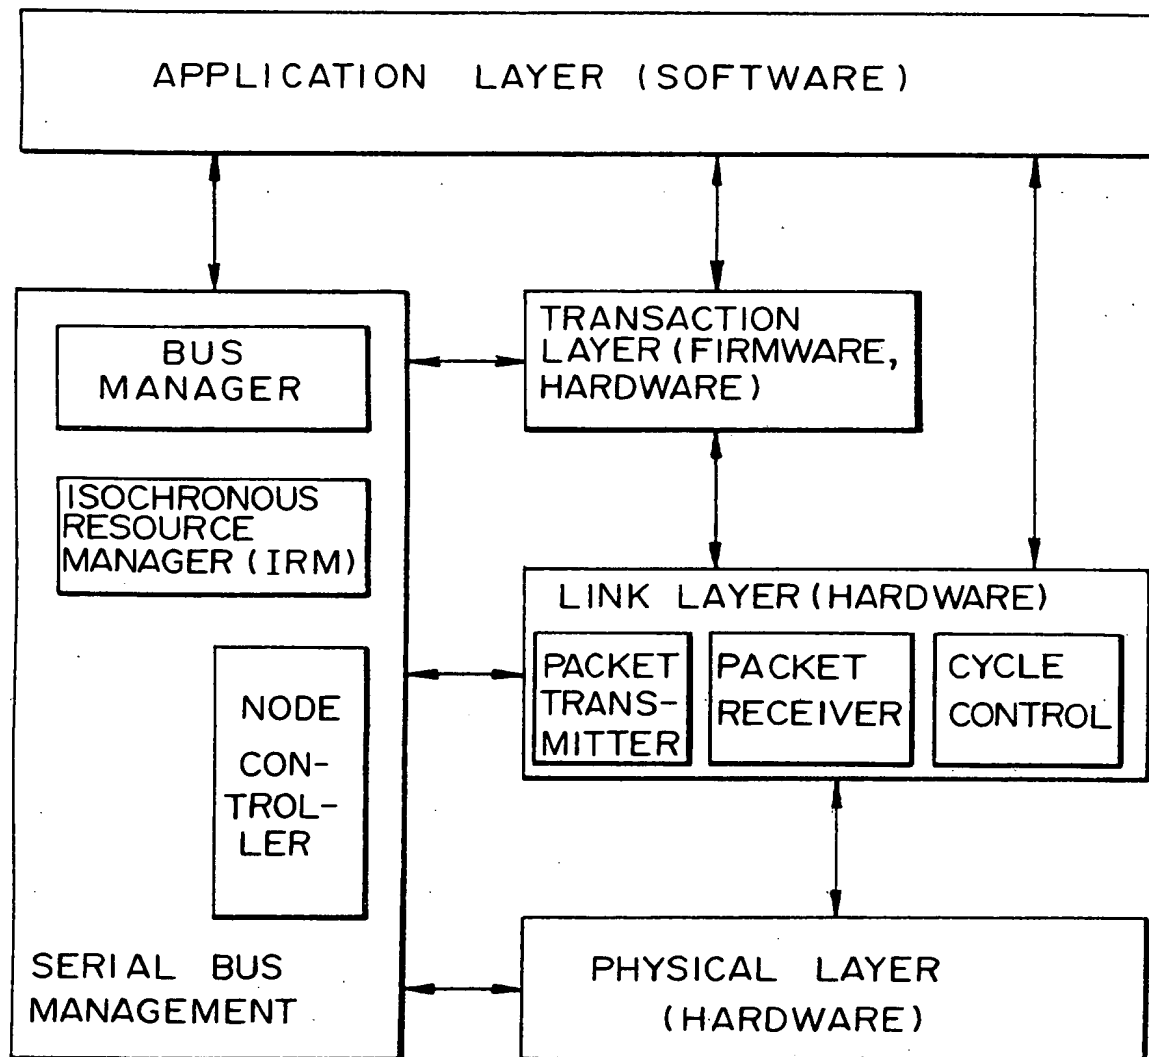 APPLICATION LAYER (SOFTWARE)
BUS
MANAGER
ISOCHRONOUS
RESOURCE
MANAGER (IRM)
NODE
CON-
TROL-
LER
SERIAL BUS
MANAGEMENT
TRANSACTION
LAYER (FIRMWARE,
HARDWARE)
LINK LAYER (HARDWARE)
PACKET
TRANS-
MITTER
PACKET
RECEIVER
CYCLE
CONTROL
PHYSICAL LAYER
(HARDWARE)